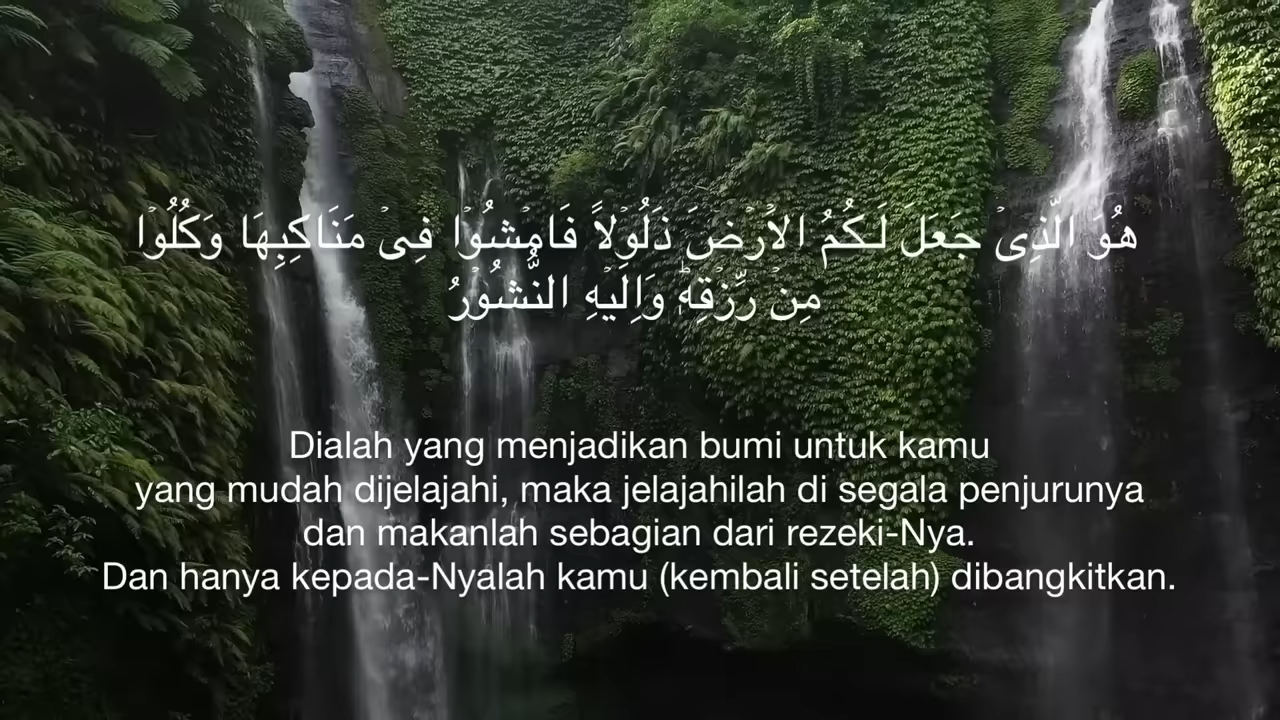 هُوَ الَّذِىْ جَعَلَ لَـكُمُ الْاَرْضَ ذَلُوْلًا فَامْشُوْا فِىْ مَنَاكِبِهَا وَكُلُوْا
مِنْ رِّزْقِهٖ‌ؕ وَاِلَيْهِ النُّشُوْرُ
Dialah yang menjadikan bumi untuk kamu
yang mudah dijelajahi, maka jelajahilah di segala penjurunya
dan makanlah sebagian dari rezeki-Nya.
Dan hanya kepada-Nyalah kamu (kembali setelah) dibangkitkan.